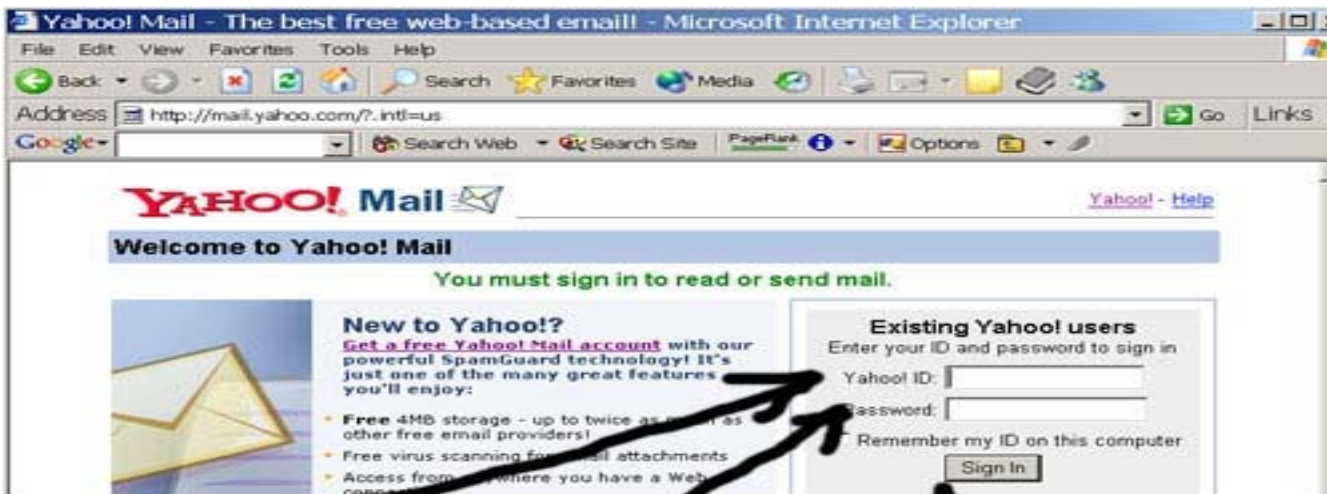 Yahoo! Mail - The best free web-based email! - Microsoft Internet Explorer
File Edit View Favorites Tools Help
Back Search Favorites Media
Address http://mail.yahoo.com/?.intl=us Go Links
Google Search Web Search Site PageRank Options
YAHOO! Mail
Yahoo! - Help
Welcome to Yahoo! Mail
You must sign in to read or send mail.
New to Yahoo!?
Get a free Yahoo! Mail account with our
powerful SpamGuard technology! It's
just one of the many great features
you'll enjoy:
Free 4MB storage - up to twice as as
other free email providers!
Free virus scanning attachments
Access from where you have a Web
Existing Yahoo! users
Enter your ID and password to sign in
Yahoo! ID:
Password:
Remember my ID on this computer
Sign In